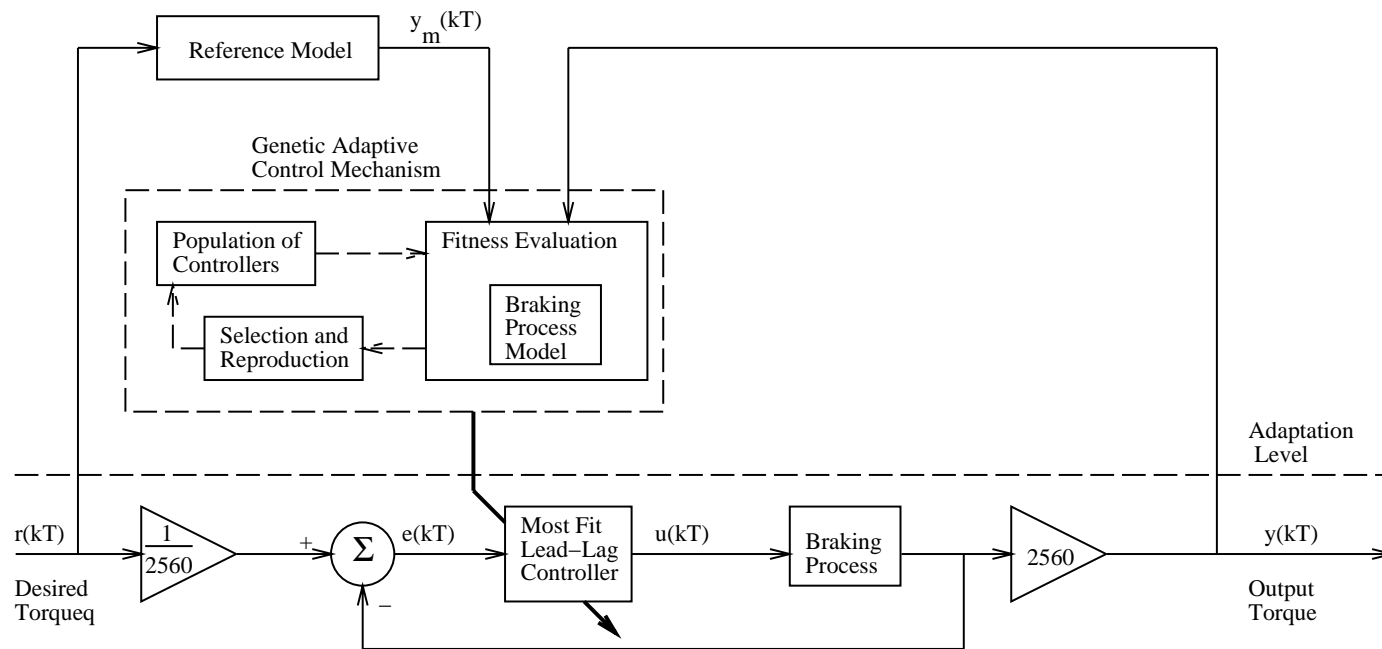 y_m(kT)
Reference Model
Genetic Adaptive
Control Mechanism
Population of
Controllers
Fitness Evaluation
Braking
Process
Model
Selection and
Reproduction
Adaptation
Level
r(kT)
1
2560
+
Σ
−
e(kT)
Most Fit
Lead−Lag
Controller
u(kT)
Braking
Process
2560
y(kT)
Desired
Torqueq
Output
Torque